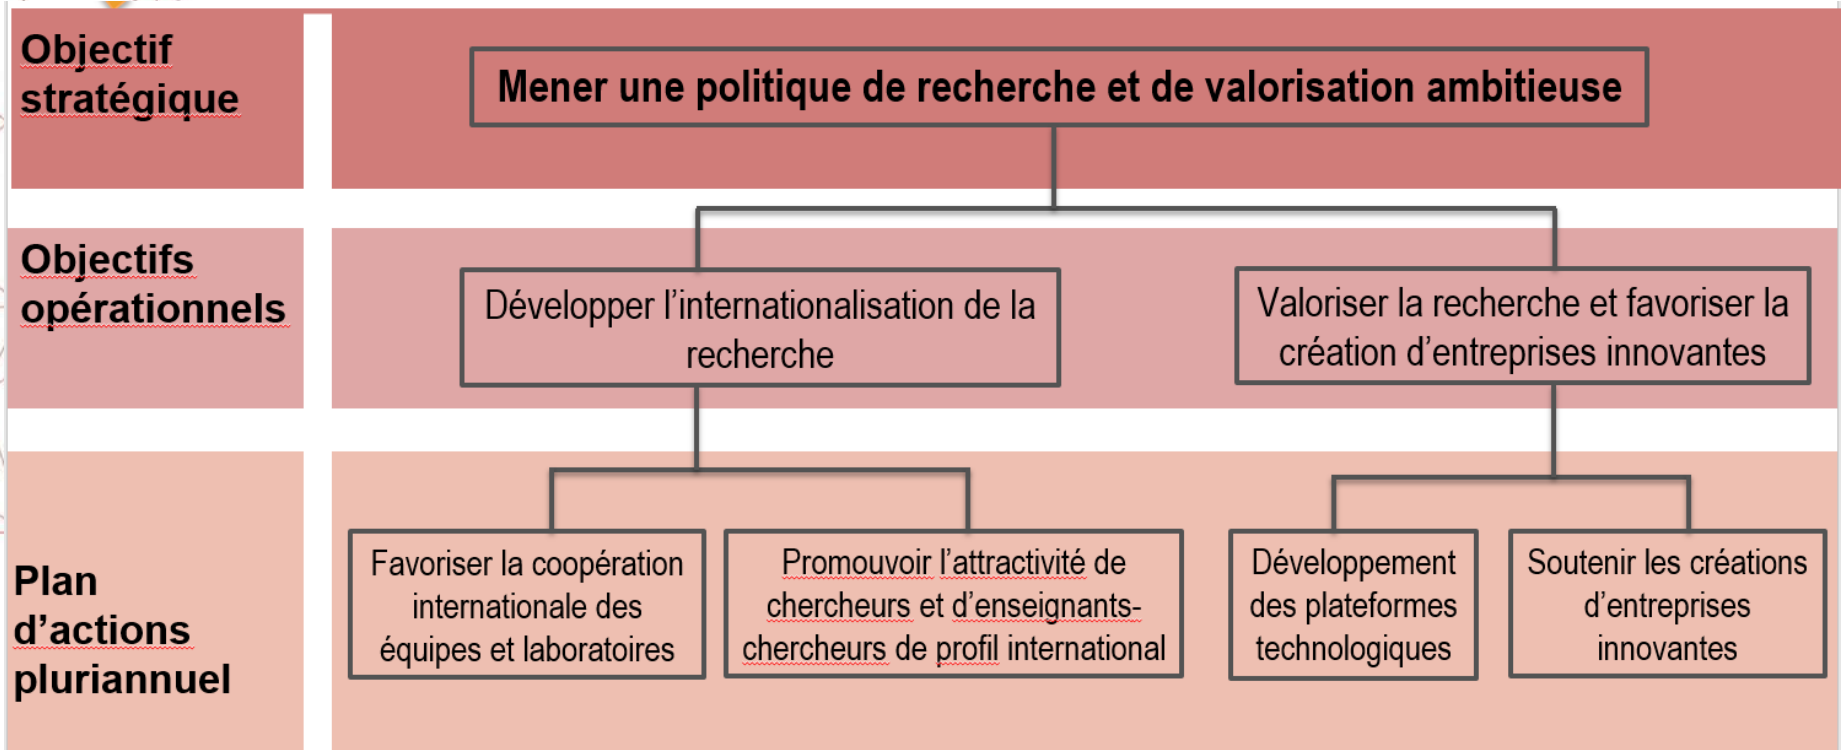 Objectif
stratégique
Mener une politique de recherche et de valorisation ambitieuse
Objectifs
opérationnels
Développer l’internationalisation de la
recherche
Valoriser la recherche et favoriser la
création d’entreprises innovantes
Plan
d’actions
pluriannuel
Favoriser la coopération
internationale des
équipes et laboratoires
Promouvoir l’attractivité de
chercheurs et d’enseignants-
chercheurs de profil international
Développement
des plateformes
technologiques
Soutenir les créations
d’entreprises
innovantes